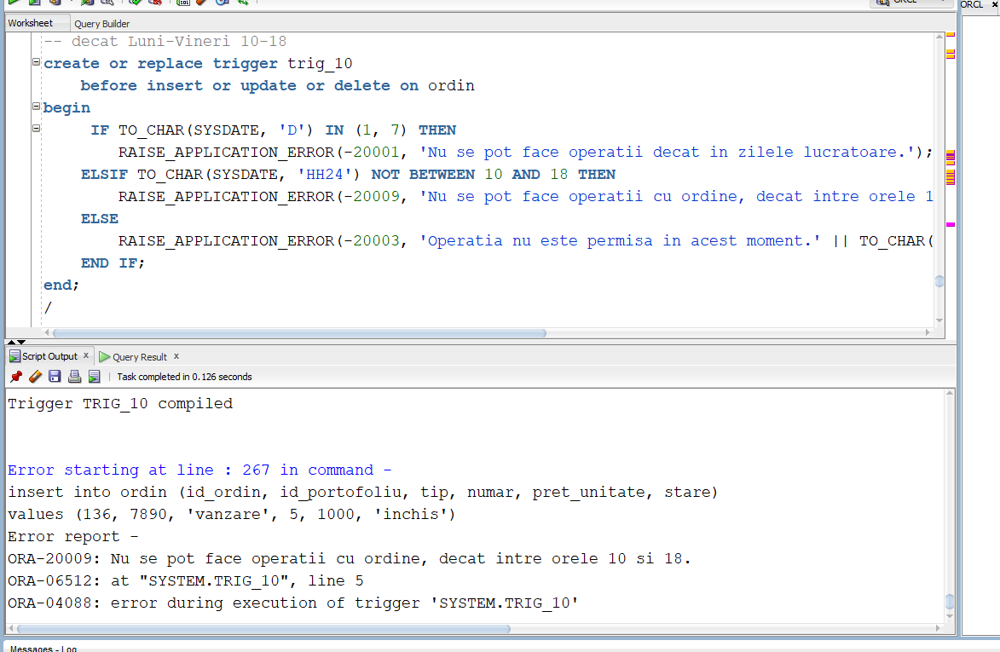 ORCL
ORCL
Worksheet Query Builder
-- decat Luni-Vineri 10-18
create or replace trigger trig_10
before insert or update or delete on ordin
begin
IF TO_CHAR(SYSDATE, 'D') IN (1, 7) THEN
RAISE_APPLICATION_ERROR(-20001, 'Nu se pot face operatii decat in zilele lucratoare.');
ELSIF TO_CHAR(SYSDATE, 'HH24') NOT BETWEEN 10 AND 18 THEN
RAISE_APPLICATION_ERROR(-20009, 'Nu se pot face operatii cu ordine, decat intre orele 1
ELSE
RAISE_APPLICATION_ERROR(-20003, 'Operatia nu este permisa in acest moment.' || TO_CHAR(
END IF;
end;
/
Script Output x Query Result x
Task completed in 0.126 seconds
Trigger TRIG_10 compiled
Error starting at line : 267 in command -
insert into ordin (id_ordin, id_portofoliu, tip, numar, pret_unitate, stare)
values (136, 7890, 'vanzare', 5, 1000, 'inchis')
Error report -
ORA-20009: Nu se pot face operatii cu ordine, decat intre orele 10 si 18.
ORA-06512: at "SYSTEM.TRIG_10", line 5
ORA-04088: error during execution of trigger 'SYSTEM.TRIG_10'
Messages - Log